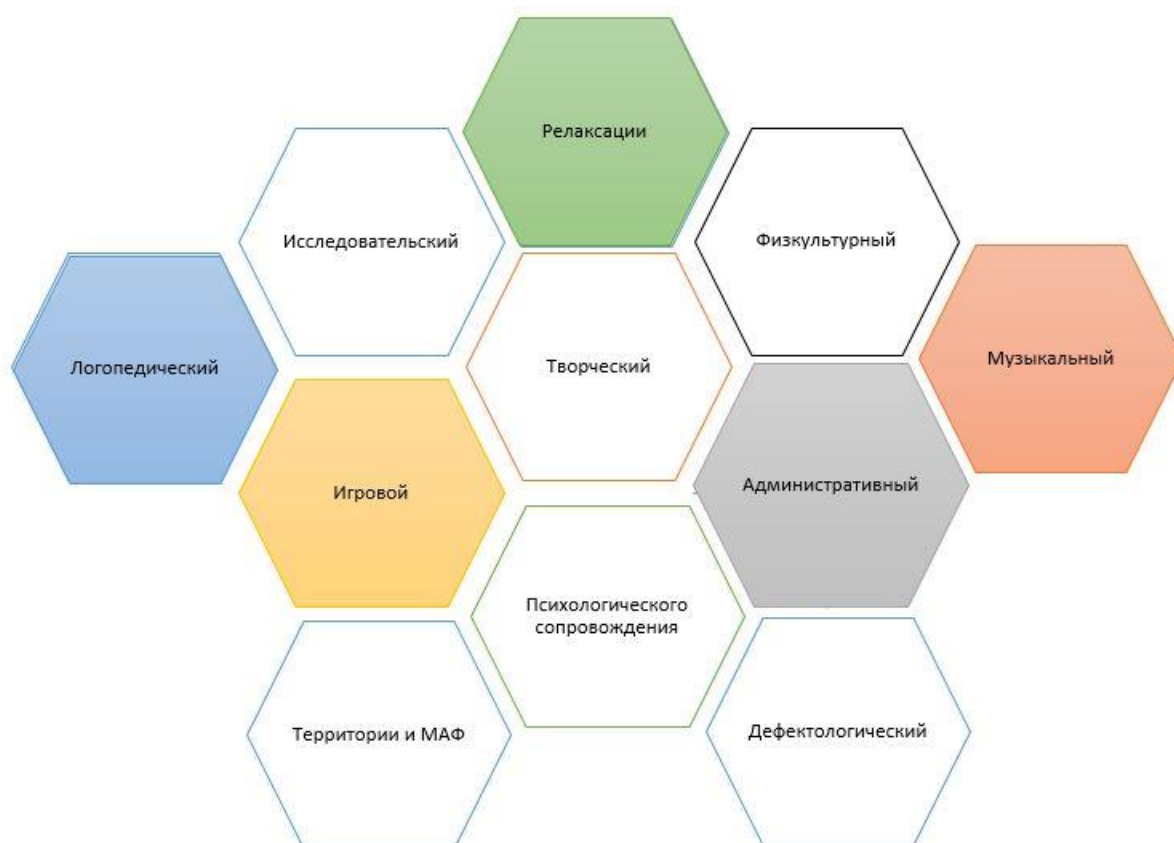 Релаксации
Исследовательский
Физкультурный
Логопедический
Творческий
Музыкальный
Игровой
Административный
Психологического
сопровождения
Территории и МАФ
Дефектологический